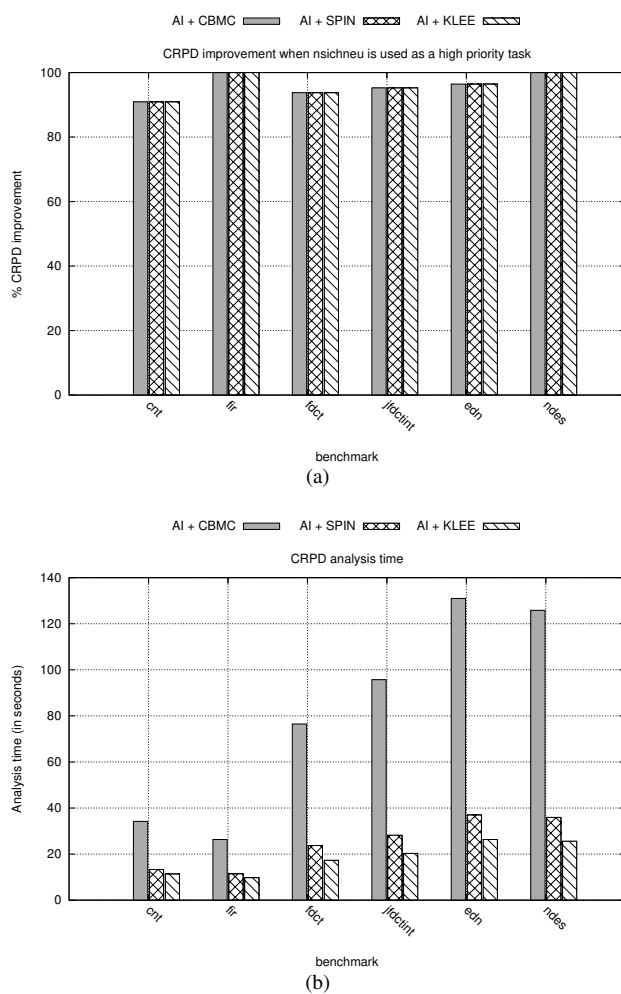 AI + CBMC AI + SPIN AI + KLEE
CRPD improvement when nsichneu is used as a high priority task
100
80
60
40
20
0
% CRPD improvement
cnt fir fdct jfdctint edn ndes
benchmark
(a)
AI + CBMC AI + SPIN AI + KLEE
CRPD analysis time
140
120
100
80
60
40
20
0
Analysis time (in seconds)
cnt fir fdct jfdctint edn ndes
benchmark
(b)